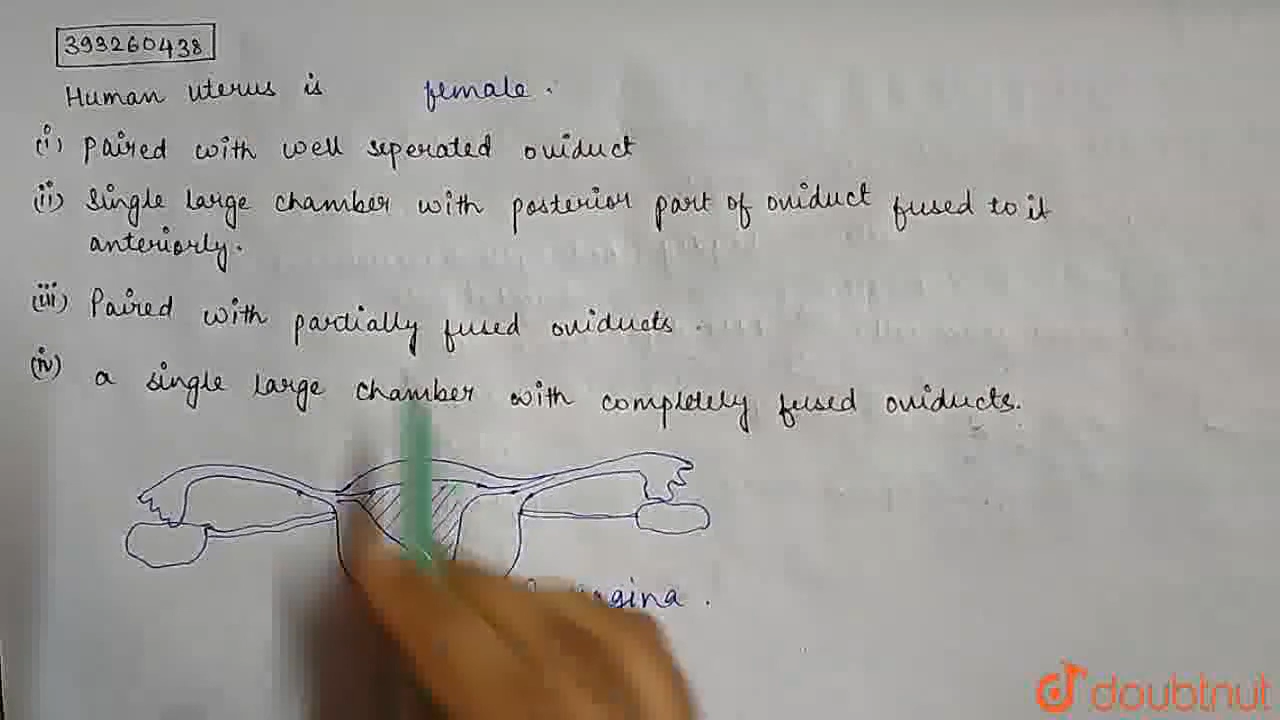 393260438
Human uterus is female.
(i) Paired with well seperated oviduct
(ii) Single large chamber with posterior part of oviduct fused to it
anteriorly.
(iii) Paired with partially fused oviducts.
(iv) a single large chamber with completely fused oviducts.
doubtnut